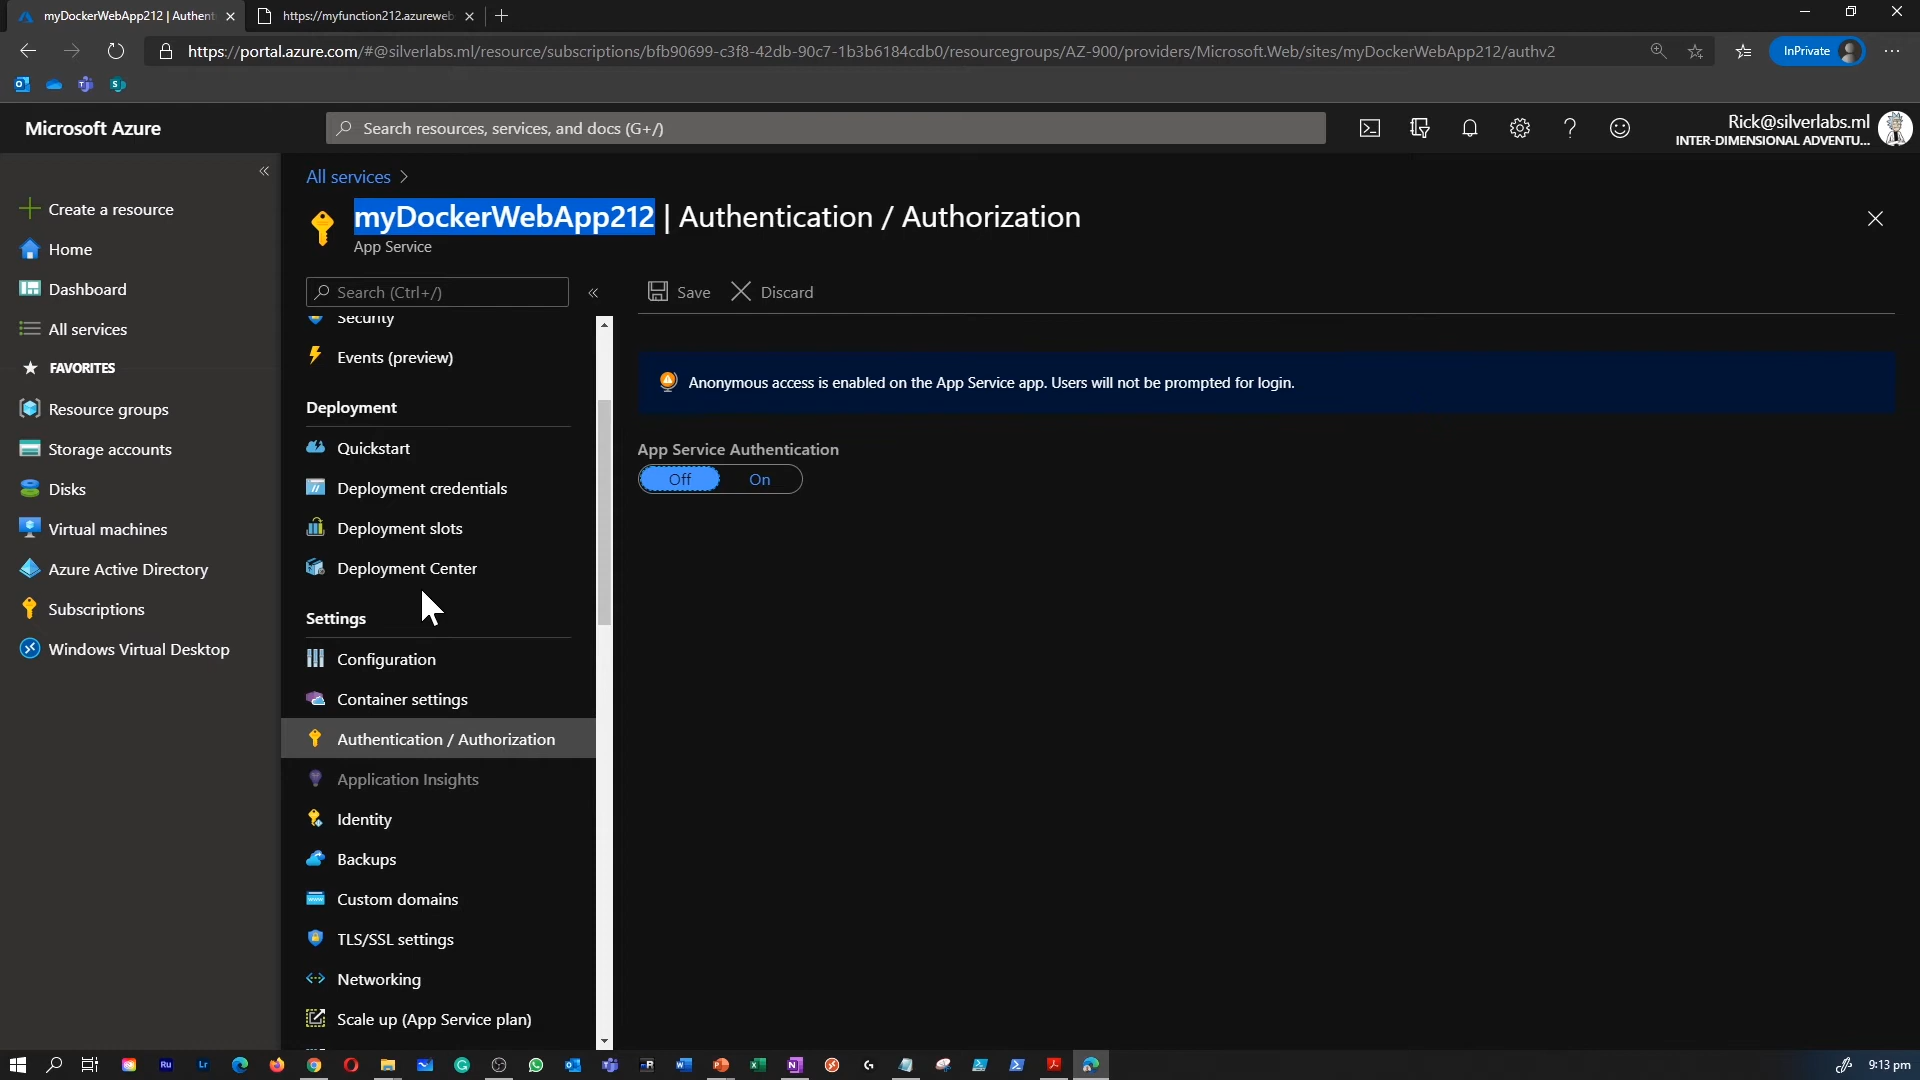 myDockerWebApp212 | Authent
https://myfunction212.azureweb
https://portal.azure.com/#@silverlabs.ml/resource/subscriptions/bfb90699-c3f8-42db-90c7-1b3b6184cdb0/resourcegroups/AZ-900/providers/Microsoft.Web/sites/myDockerWebApp212/authv2
InPrivate
Microsoft Azure
Search resources, services, and docs (G+/)
Rick@silverlabs.ml
INTER-DIMENSIONAL ADVENTU...
Create a resource
Home
Dashboard
All services
FAVORITES
Resource groups
Storage accounts
Disks
Virtual machines
Azure Active Directory
Subscriptions
Windows Virtual Desktop
All services >
myDockerWebApp212 | Authentication / Authorization
App Service
Search (Ctrl+/)
Security
Events (preview)
Deployment
Quickstart
Deployment credentials
Deployment slots
Deployment Center
Settings
Configuration
Container settings
Authentication / Authorization
Application Insights
Identity
Backups
Custom domains
TLS/SSL settings
Networking
Scale up (App Service plan)
Save
Discard
Anonymous access is enabled on the App Service app. Users will not be prompted for login.
App Service Authentication
Off On
9:13 pm